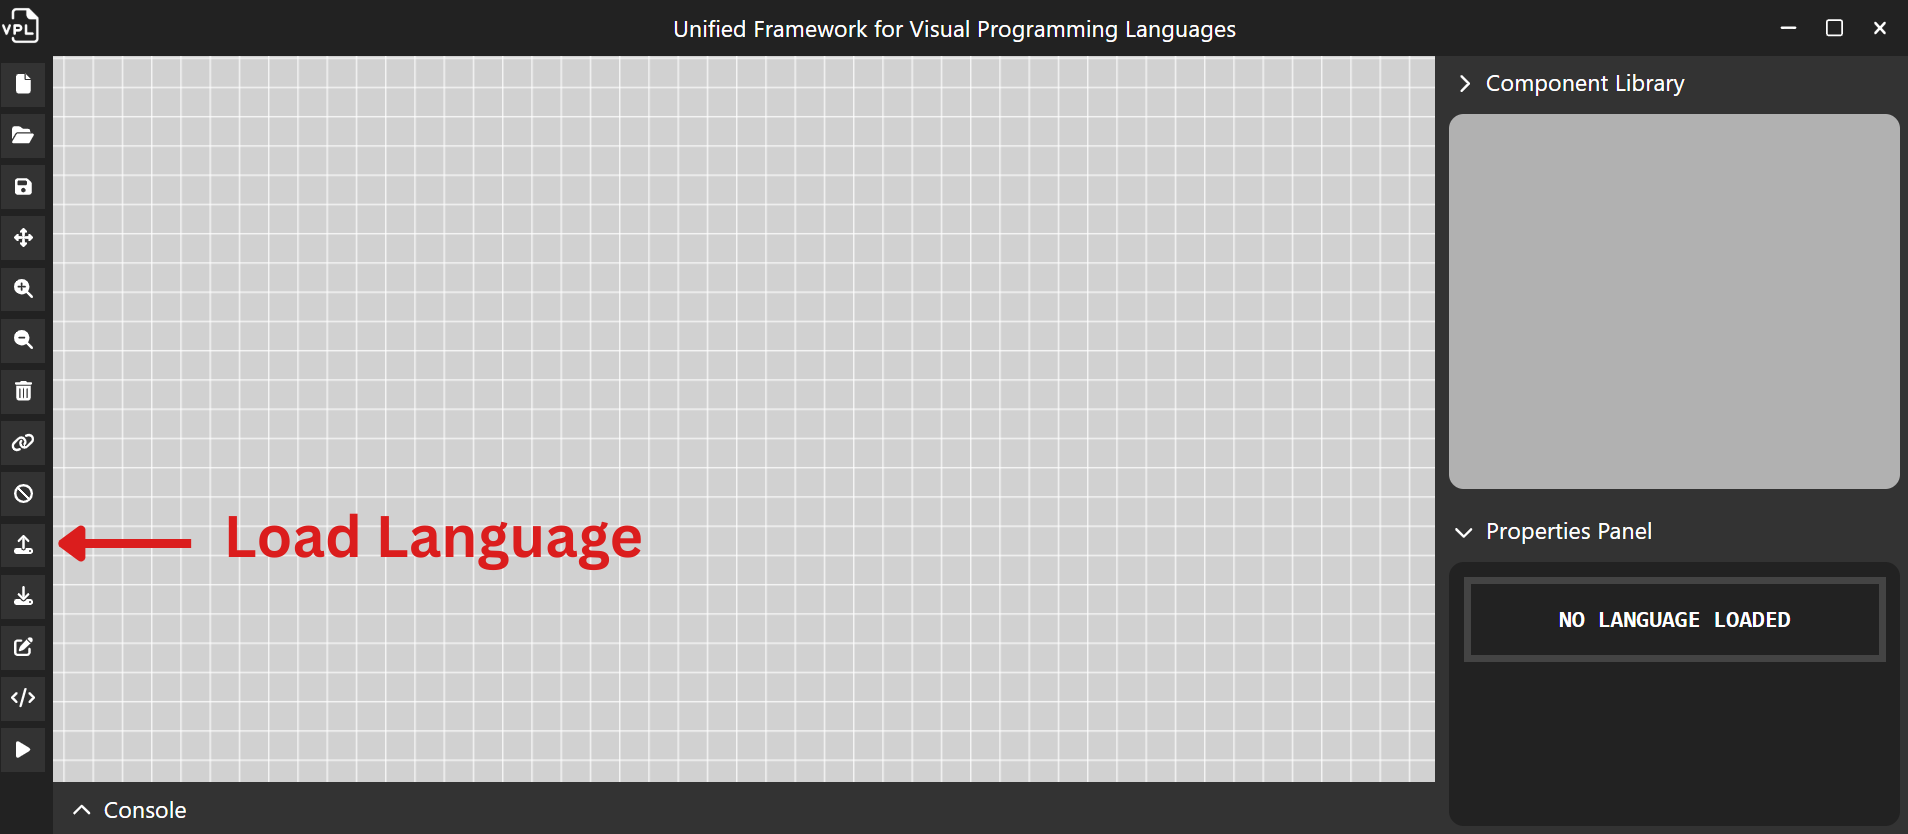 VPL
Unified Framework for Visual Programming Languages
Component Library
Load Language
Properties Panel
NO LANGUAGE LOADED
Console